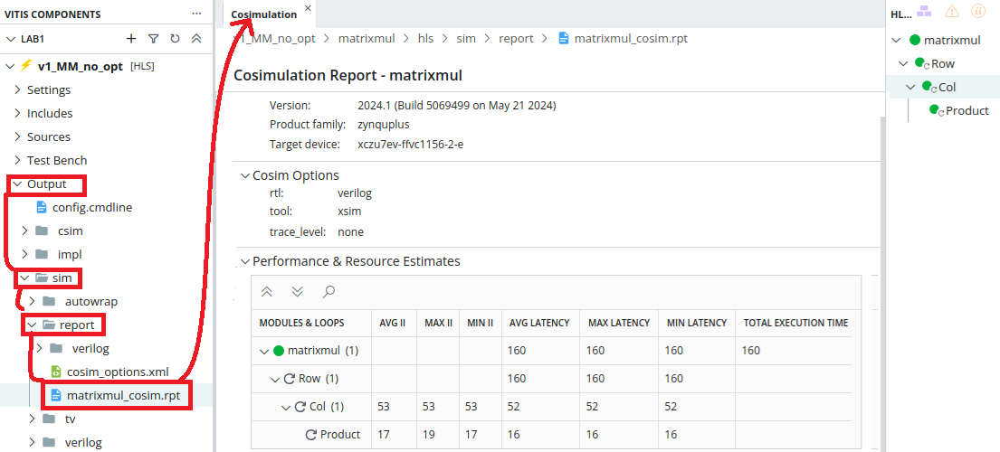 VITIS COMPONENTS ...
LAB1
v1_MM_no_opt [HLS]
Settings
Includes
Sources
Test Bench
Output
config.cmdline
csim
impl
sim
autowrap
report
verilog
cosim_options.xml
matrixmul_cosim.rpt
tv
verilog
Cosimulation
v1_MM_no_opt > matrixmul > hls > sim > report > matrixmul_cosim.rpt
Cosimulation Report - matrixmul
Version: 2024.1 (Build 5069499 on May 21 2024)
Product family: zynquplus
Target device: xczu7ev-ffvc1156-2-e
Cosim Options
rtl: verilog
tool: xsim
trace_level: none
Performance & Resource Estimates
MODULES & LOOPS AVG II MAX II MIN II AVG LATENCY MAX LATENCY MIN LATENCY TOTAL EXECUTION TIME
matrixmul (1) 160 160 160 160
Row (1) 160 160 160
Col (1) 53 53 53 52 52 52
Product 17 19 17 16 16 16
HL...
matrixmul
Row
Col
Product